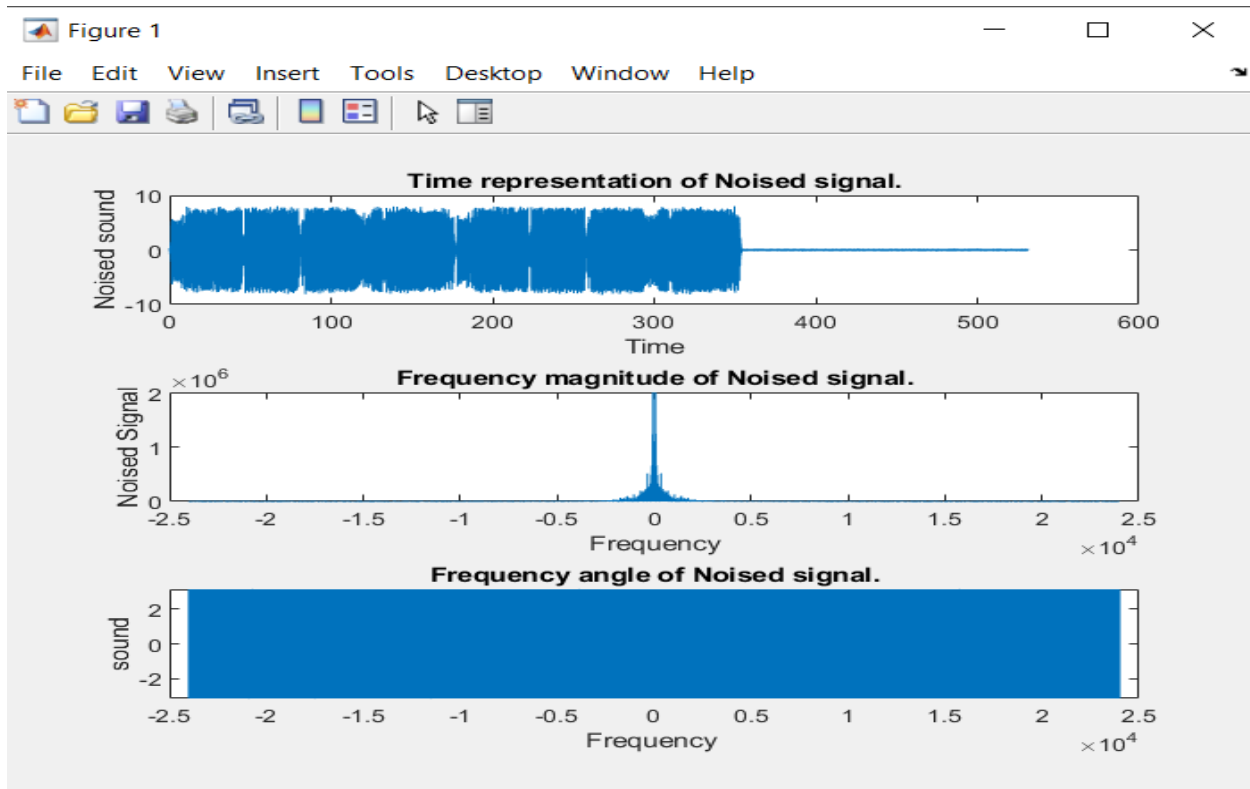 Figure 1
File Edit View Insert Tools Desktop Window Help
Time representation of Noised signal.
Noised sound
10
0
-10
0 100 200 300 400 500 600
Time
Frequency magnitude of Noised signal.
×10^6
Noised Signal
2
1
0
-2.5 -2 -1.5 -1 -0.5 0 0.5 1 1.5 2 2.5
Frequency
×10^4
Frequency angle of Noised signal.
sound
2
0
-2
-2.5 -2 -1.5 -1 -0.5 0 0.5 1 1.5 2 2.5
Frequency
×10^4